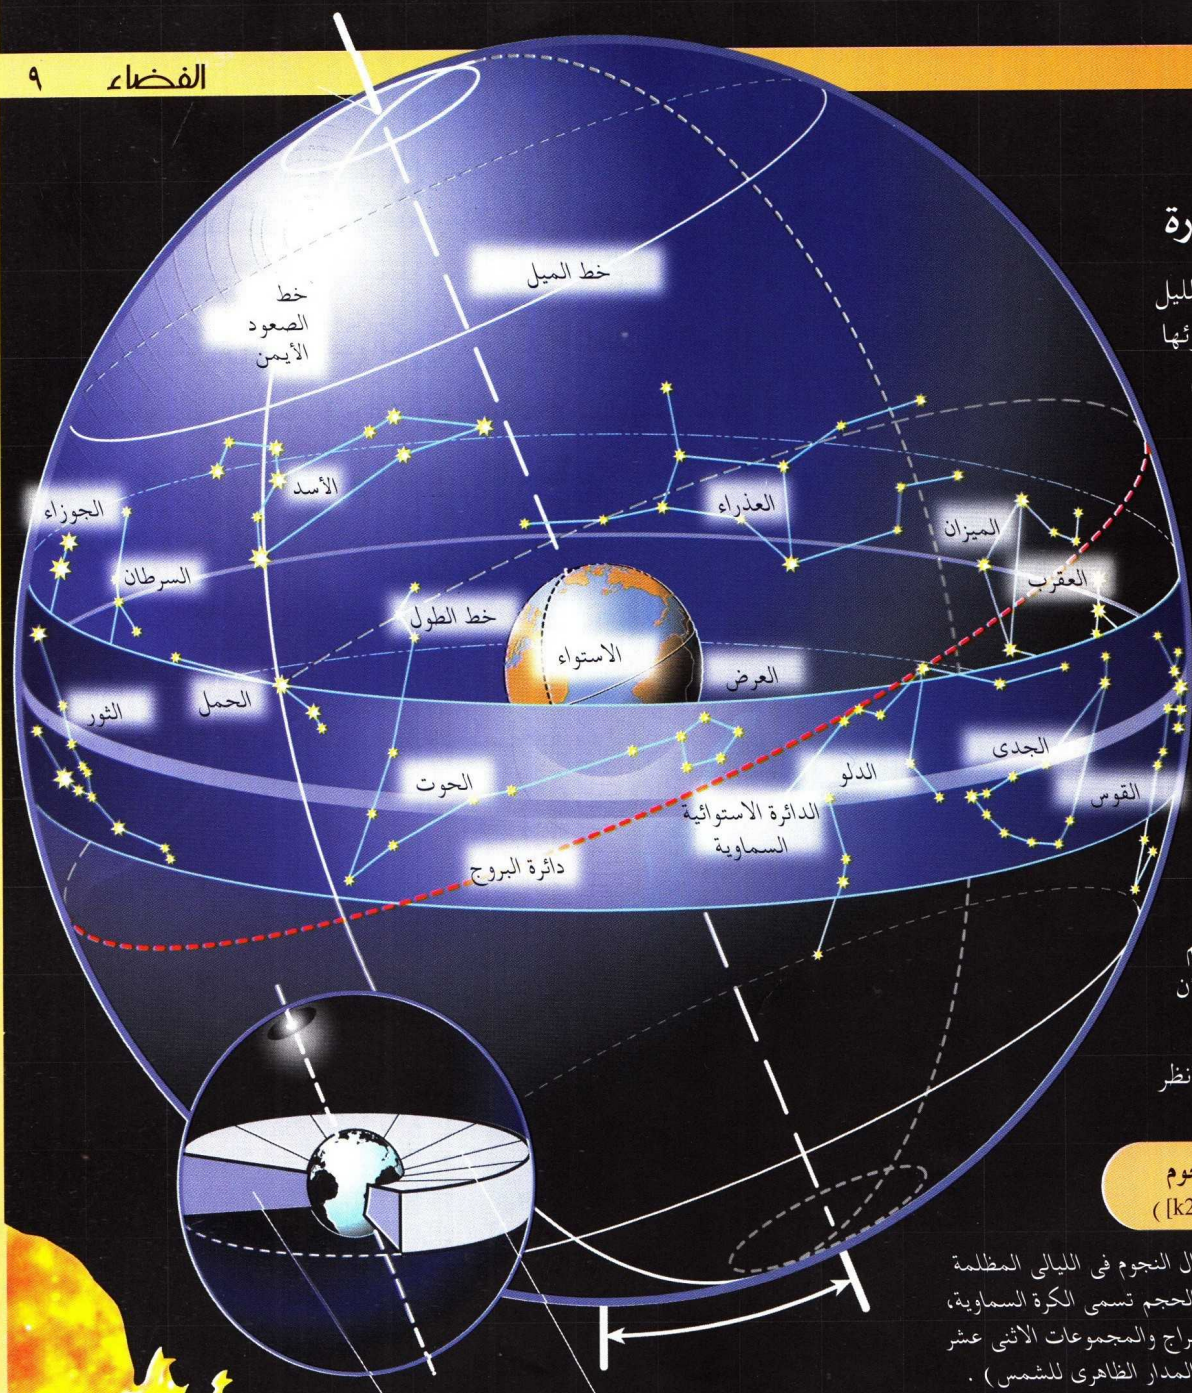 الفضاء ٩
خط الميل
خط
الصعود
الأيمن
الجوزاء
الأسد
العذراء
الميزان
السرطان
العقرب
خط الطول
الاستواء
العرض
الحمل
الثور
الجدى
الحوت
الدلو
القوس
الدائرة الاستوائية
السماوية
دائرة البروج
النجوم فى الليالى المظلمة
الحجم تسمى الكرة السماوية،
والمجموعات الاثنى عشر
المدار الظاهرى للشمس ) .